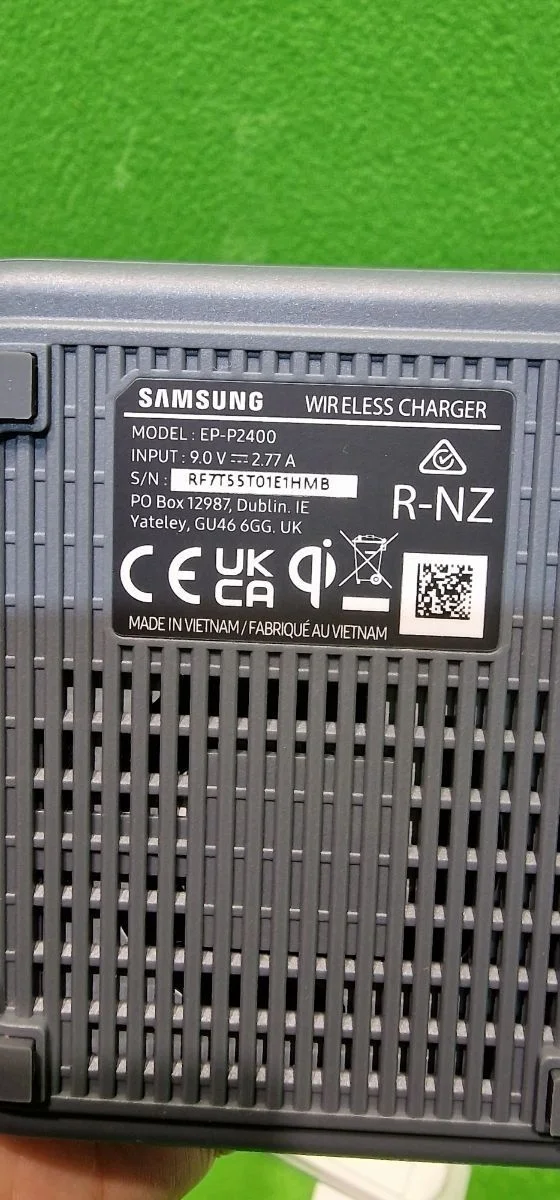 SAMSUNG WIRELESS CHARGER
MODEL : EP-P2400
INPUT : 9.0 V ⎓ 2.77 A
S/N : RF7T55T01E1HMB
PO Box 12987, Dublin. IE
Yateley, GU46 6GG. UK
R-NZ
CE UK CA qi
MADE IN VIETNAM / FABRIQUÉ AU VIETNAM